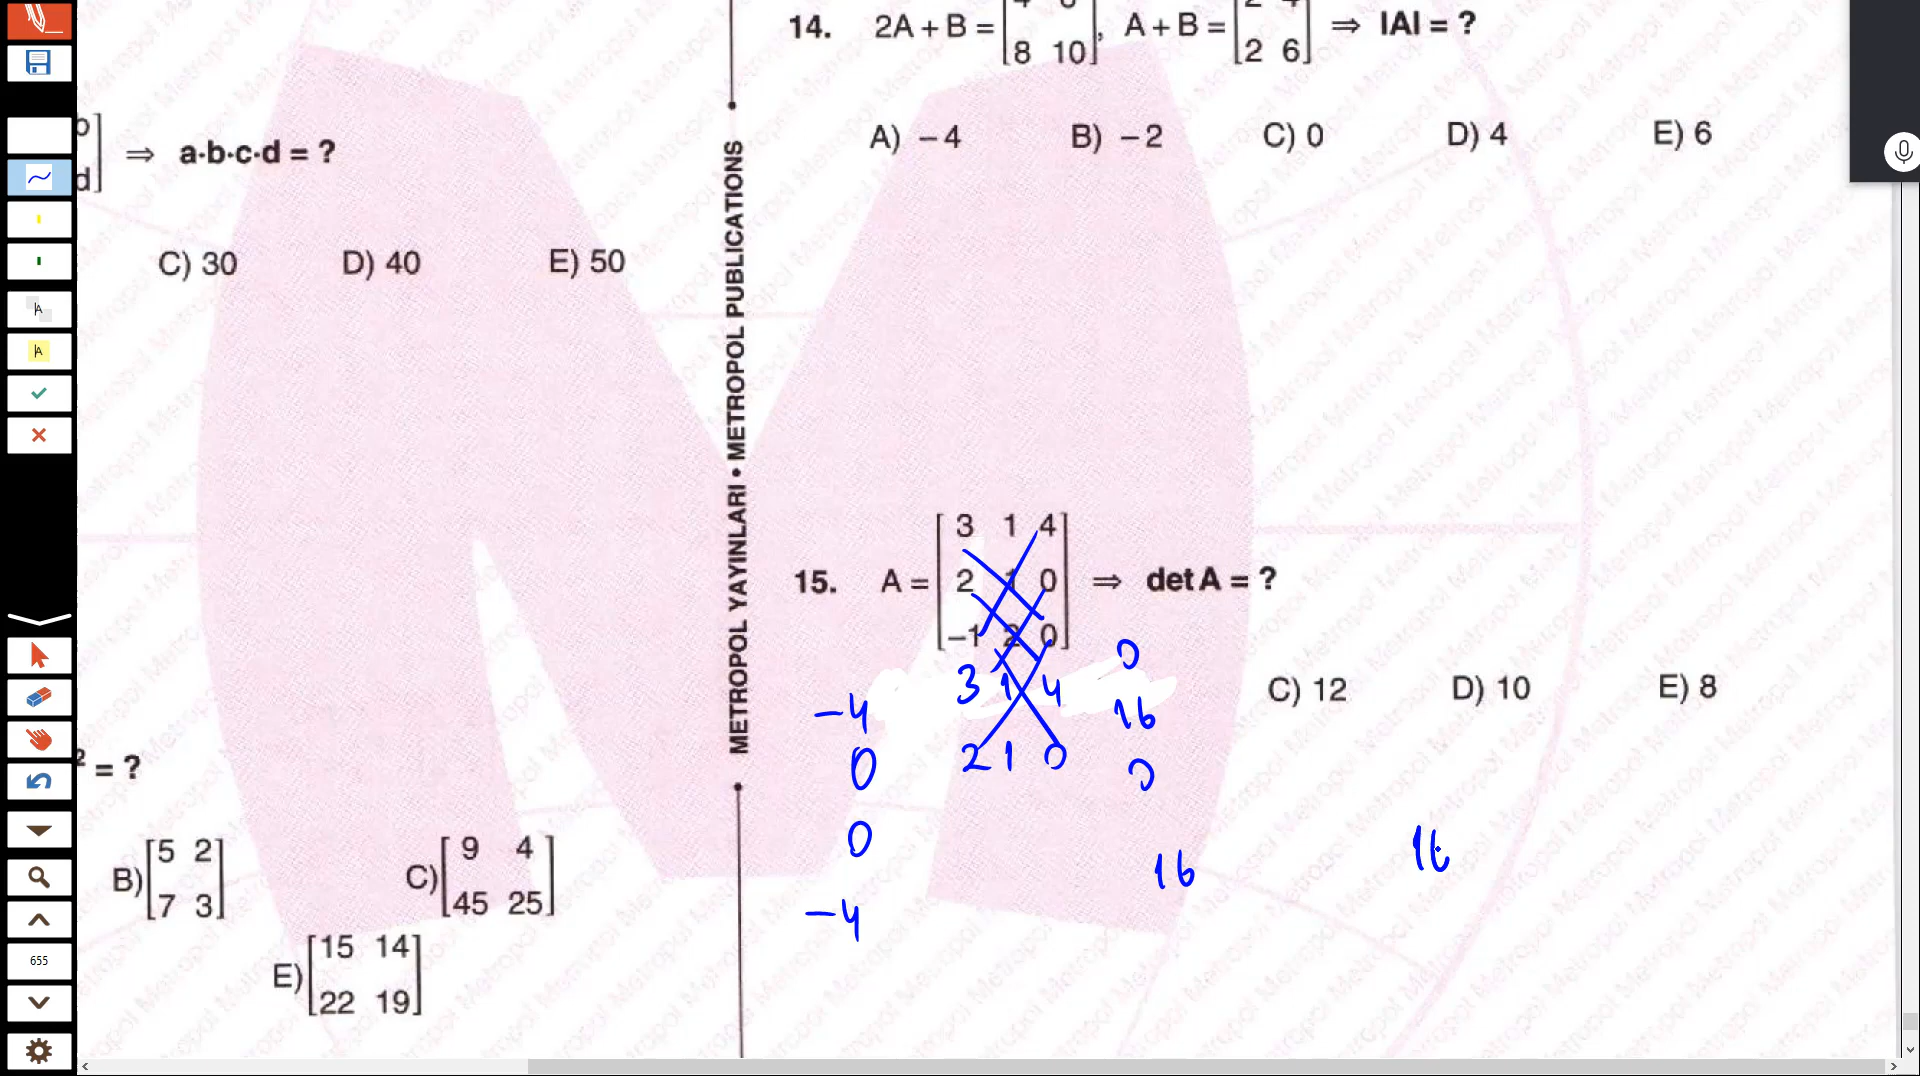 14. 2A + B = [8 10], A + B = [2 6] ⇒ IAI = ?
A) – 4 B) – 2 C) 0 D) 4 E) 6
⇒ a·b·c·d = ?
d]
C) 30 D) 40 E) 50
METROPOL YAYINLARI • METROPOL PUBLICATIONS
3 1 4
15. A = 2 1 0 ⇒ det A = ?
–1 2 0
C) 12 D) 10 E) 8
0
3 1 4
–4 16
0 2 1 0 0
0
16 16
–4
2 = ?
B) [5 2
7 3]
C) [9 4
45 25]
E) [15 14
22 19]
655